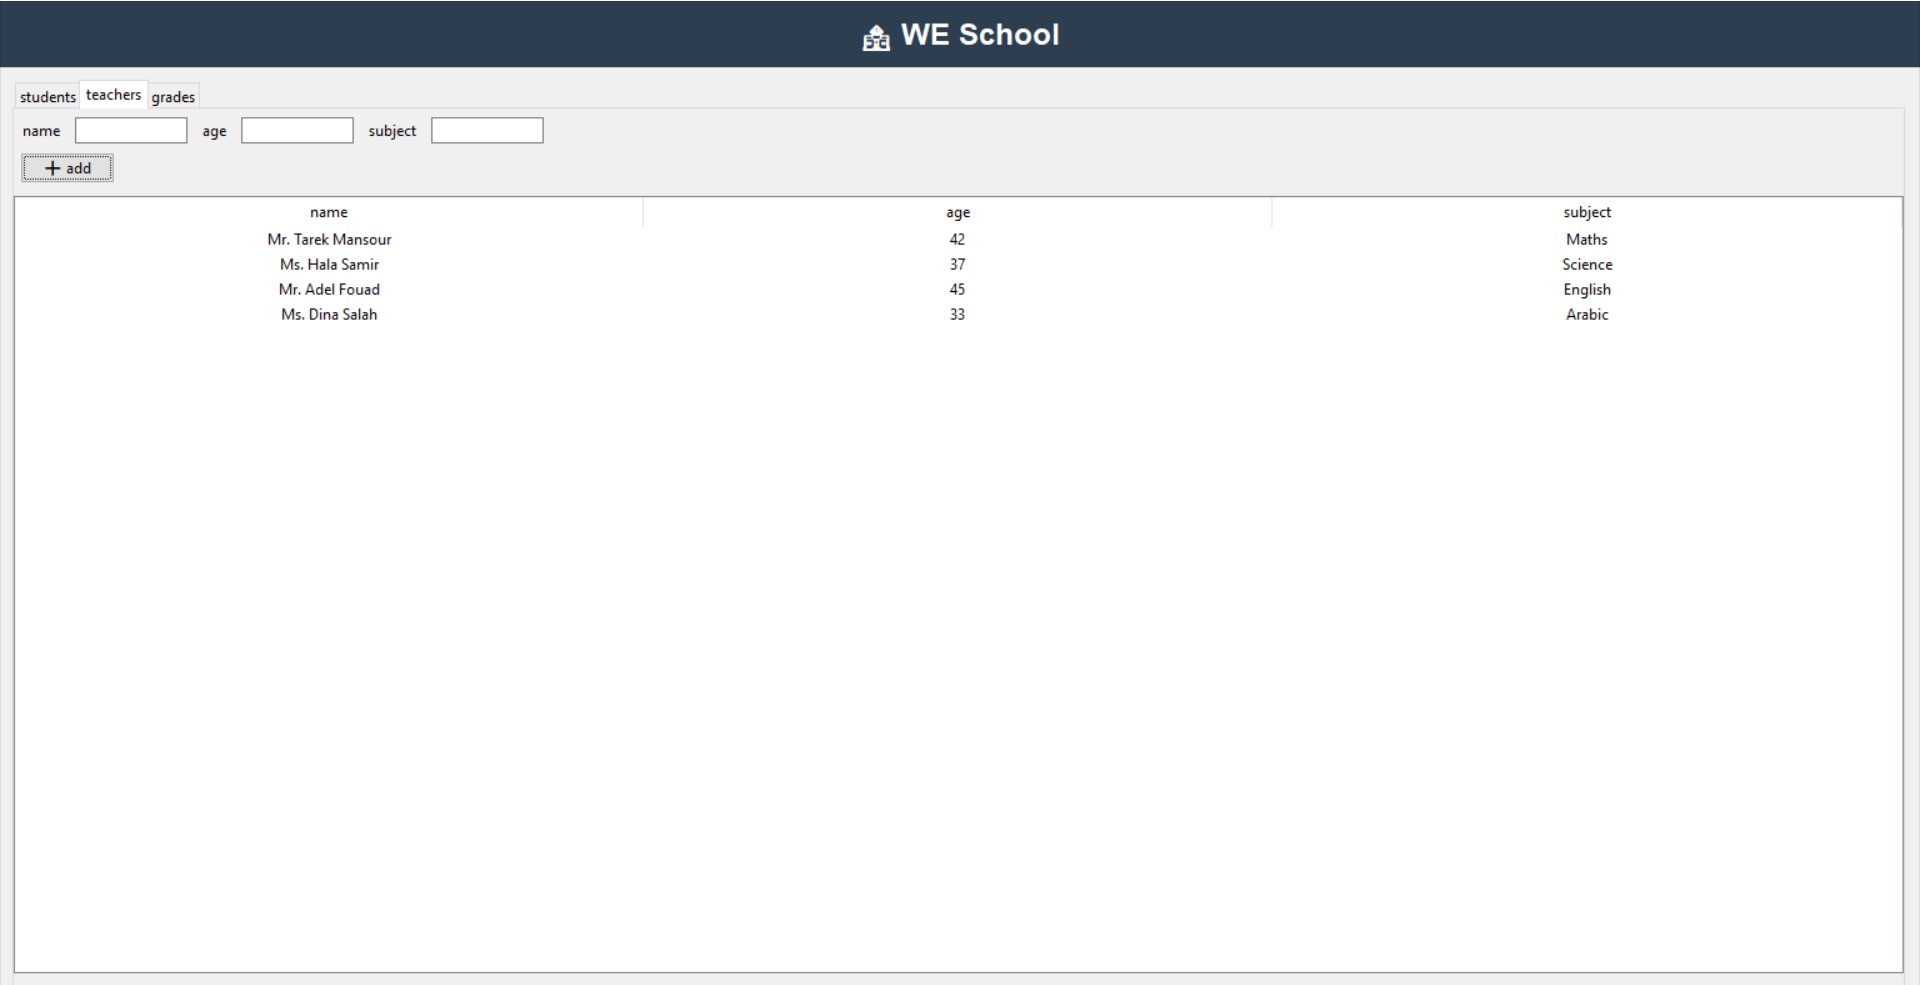 WE School
students teachers grades
name age subject
+ add
name age subject
Mr. Tarek Mansour 42 Maths
Ms. Hala Samir 37 Science
Mr. Adel Fouad 45 English
Ms. Dina Salah 33 Arabic